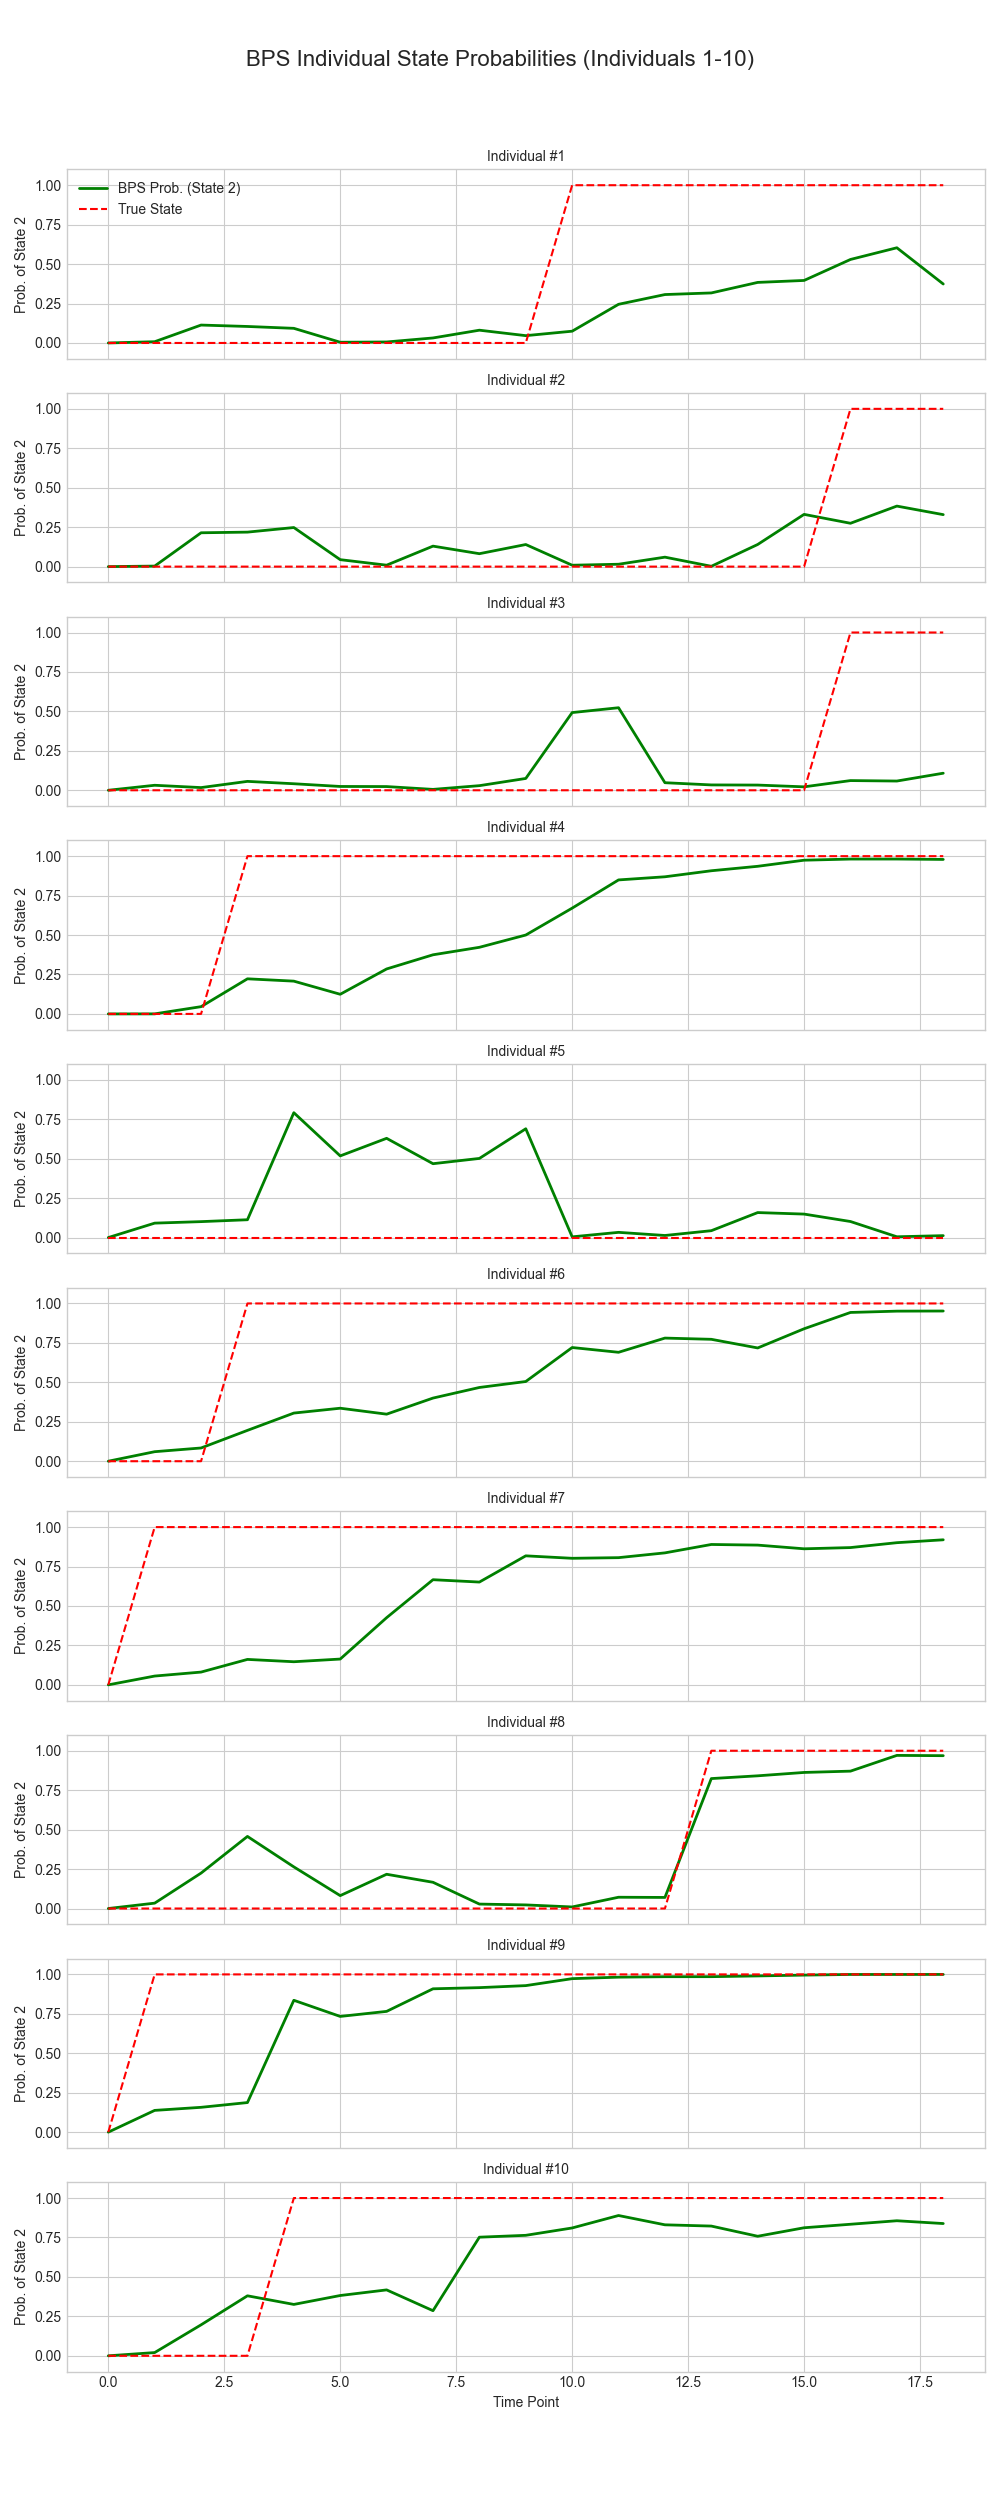 BPS Individual State Probabilities (Individuals 1-10)
Individual #1
BPS Prob. (State 2)
True State
Prob. of State 2
1.00
0.75
0.50
0.25
0.00
Individual #2
Prob. of State 2
1.00
0.75
0.50
0.25
0.00
Individual #3
Prob. of State 2
1.00
0.75
0.50
0.25
0.00
Individual #4
Prob. of State 2
1.00
0.75
0.50
0.25
0.00
Individual #5
Prob. of State 2
1.00
0.75
0.50
0.25
0.00
Individual #6
Prob. of State 2
1.00
0.75
0.50
0.25
0.00
Individual #7
Prob. of State 2
1.00
0.75
0.50
0.25
0.00
Individual #8
Prob. of State 2
1.00
0.75
0.50
0.25
0.00
Individual #9
Prob. of State 2
1.00
0.75
0.50
0.25
0.00
Individual #10
Prob. of State 2
1.00
0.75
0.50
0.25
0.00
0.0 2.5 5.0 7.5 10.0 12.5 15.0 17.5
Time Point